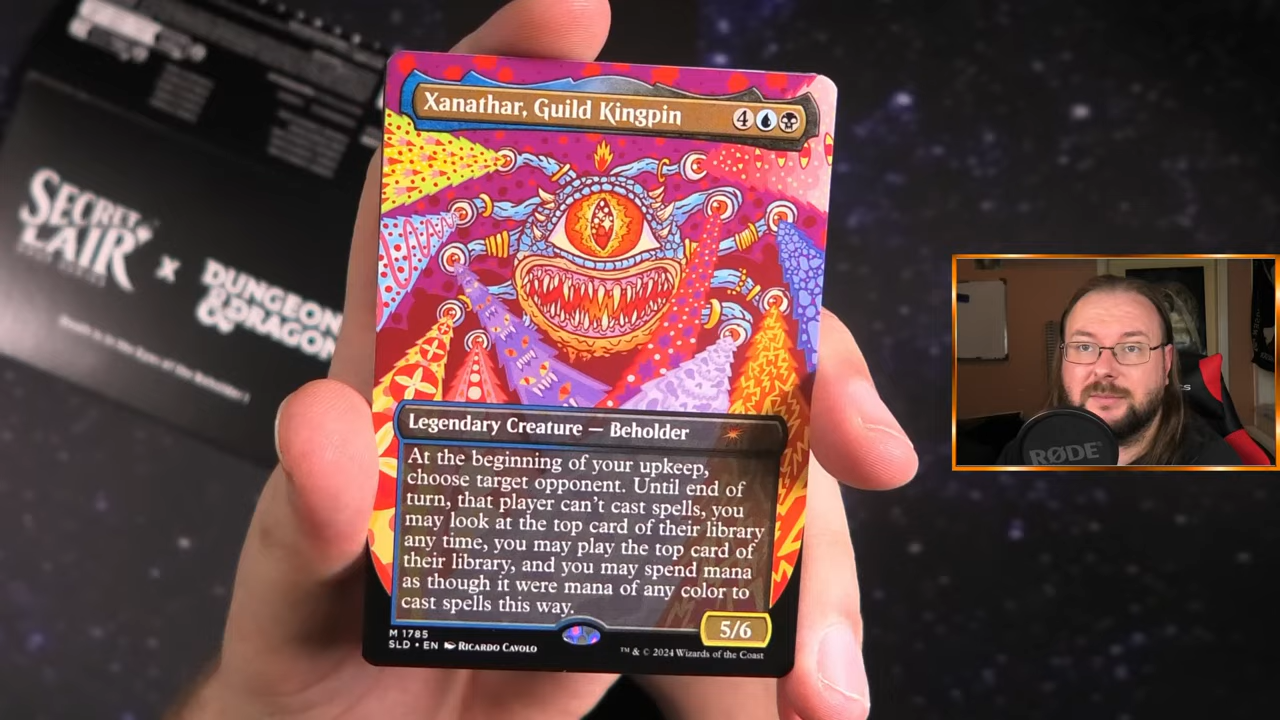 SECRET
LAIR
x
DUNGEON
&DRAGON
Xanathar, Guild Kingpin
4
Legendary Creature — Beholder
At the beginning of your upkeep,
choose target opponent. Until end of
turn, that player can't cast spells, you
may look at the top card of their library
any time, you may play the top card of
their library, and you may spend mana
as though it were mana of any color to
cast spells this way.
5/6
M 1785
SLD • EN RICARDO CAVOLO
™ & © 2024 Wizards of the Coast
RØDE